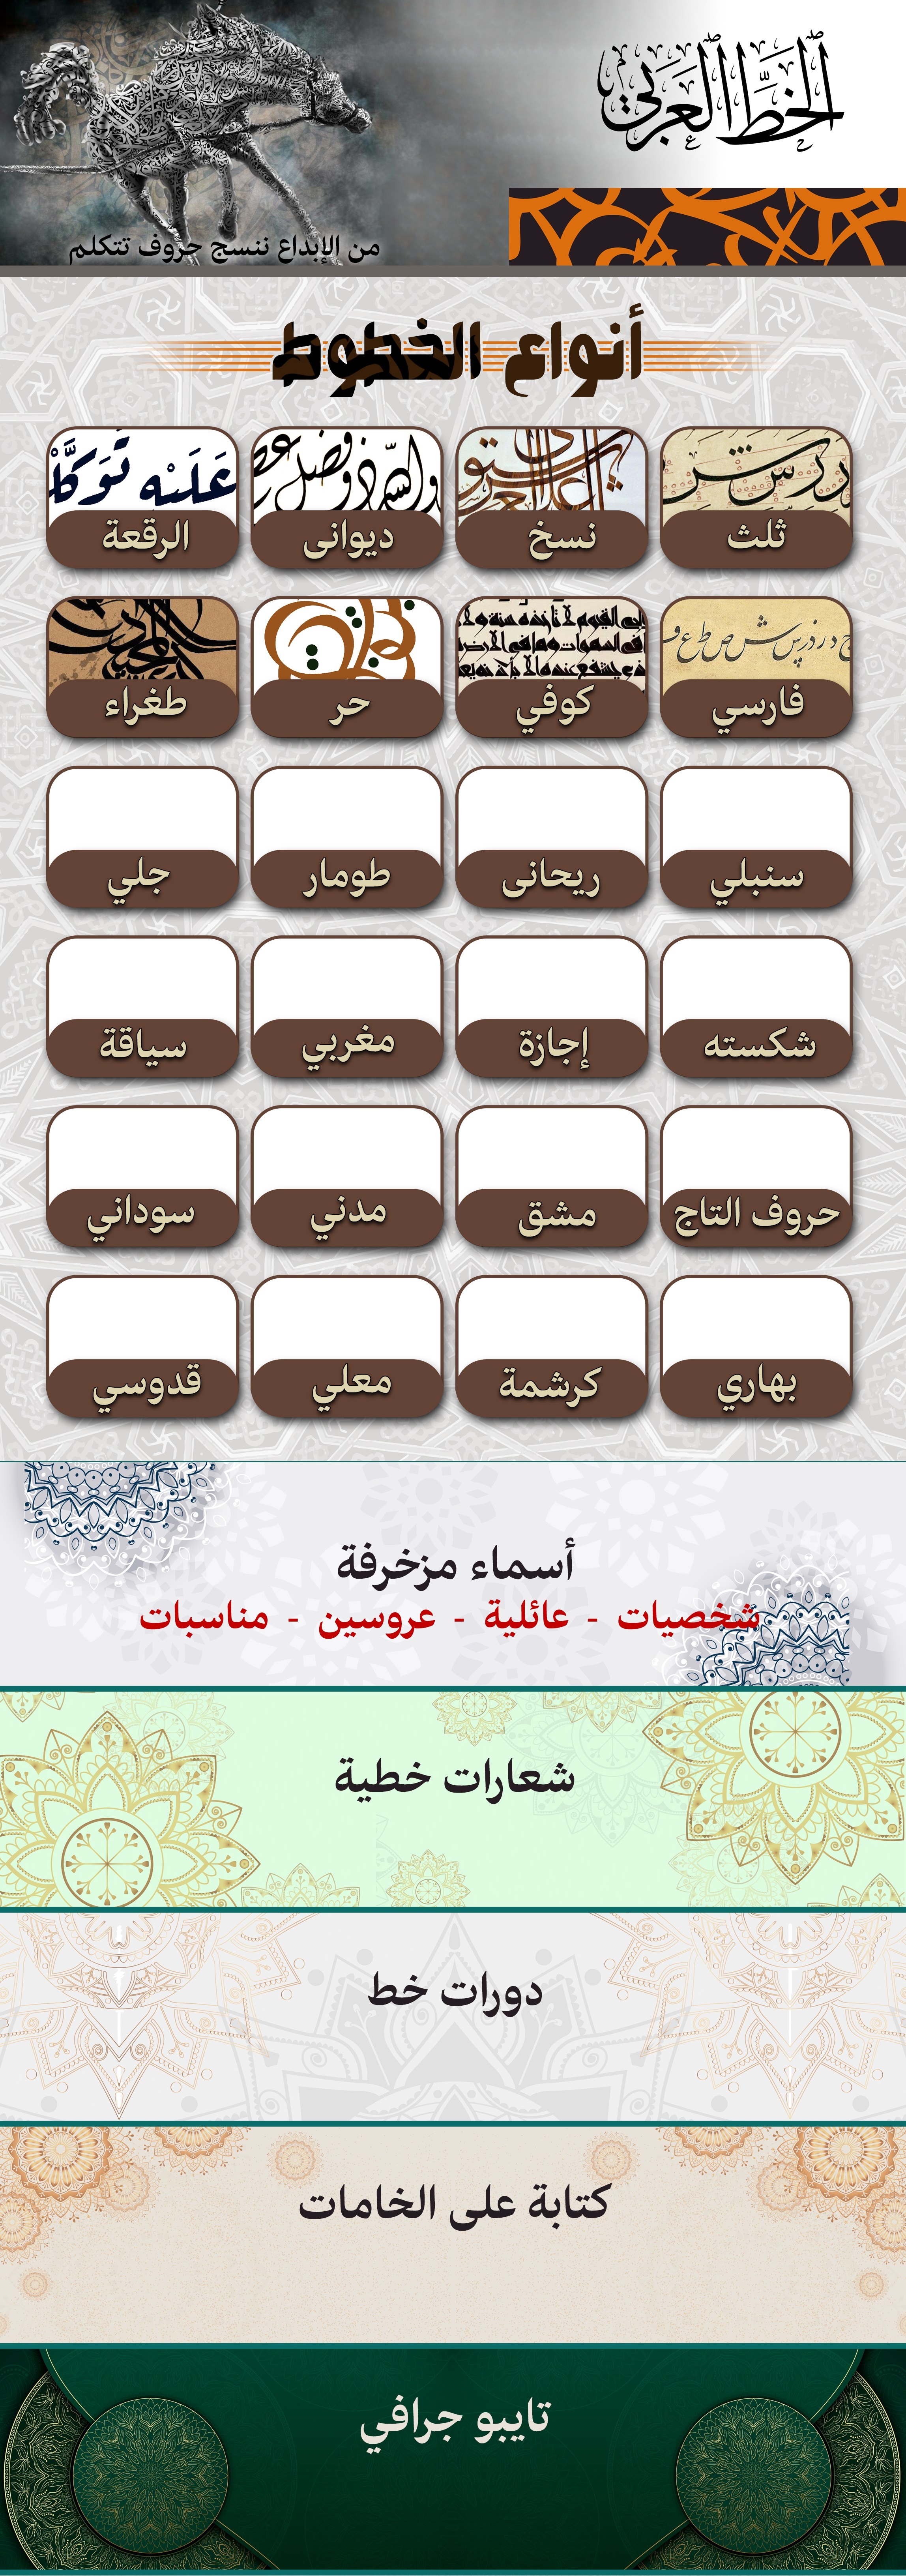 الخط العربي
من الإبداع ننسج حروف تتكلم
أنواع الخطوط
ثلث
نسخ
ديوانى
عَلَيْهِ تَوَكَّلْ
الرقعة
فارسي
كوفي
حر
طغراء
سنبلي
ريحانى
طومار
جلي
شكسته
إجازة
مغربي
سياقة
حروف التاج
مشق
مدني
سوداني
بهاري
كرشمة
معلي
قدوسي
أسماء مزخرفة
شخصيات - عائلية - عروسين - مناسبات
شعارات خطية
دورات خط
كتابة على الخامات
تايبو جرافي